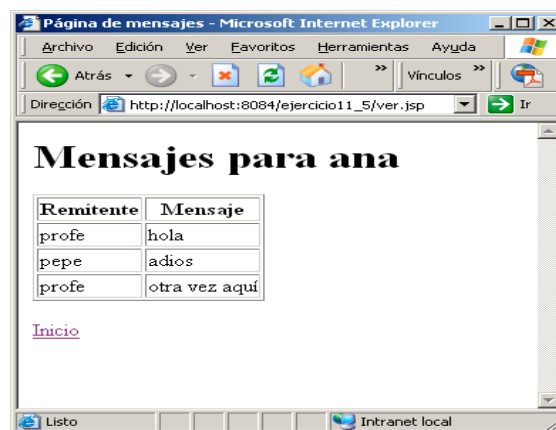 Página de mensajes - Microsoft Internet Explorer
Archivo Edición Ver Favoritos Herramientas Ayuda
Atrás » Vínculos »
Dirección http://localhost:8084/ejercicio11_5/ver.jsp Ir
Mensajes para ana
Remitente Mensaje
profe hola
pepe adios
profe otra vez aquí
Inicio
Listo Intranet local